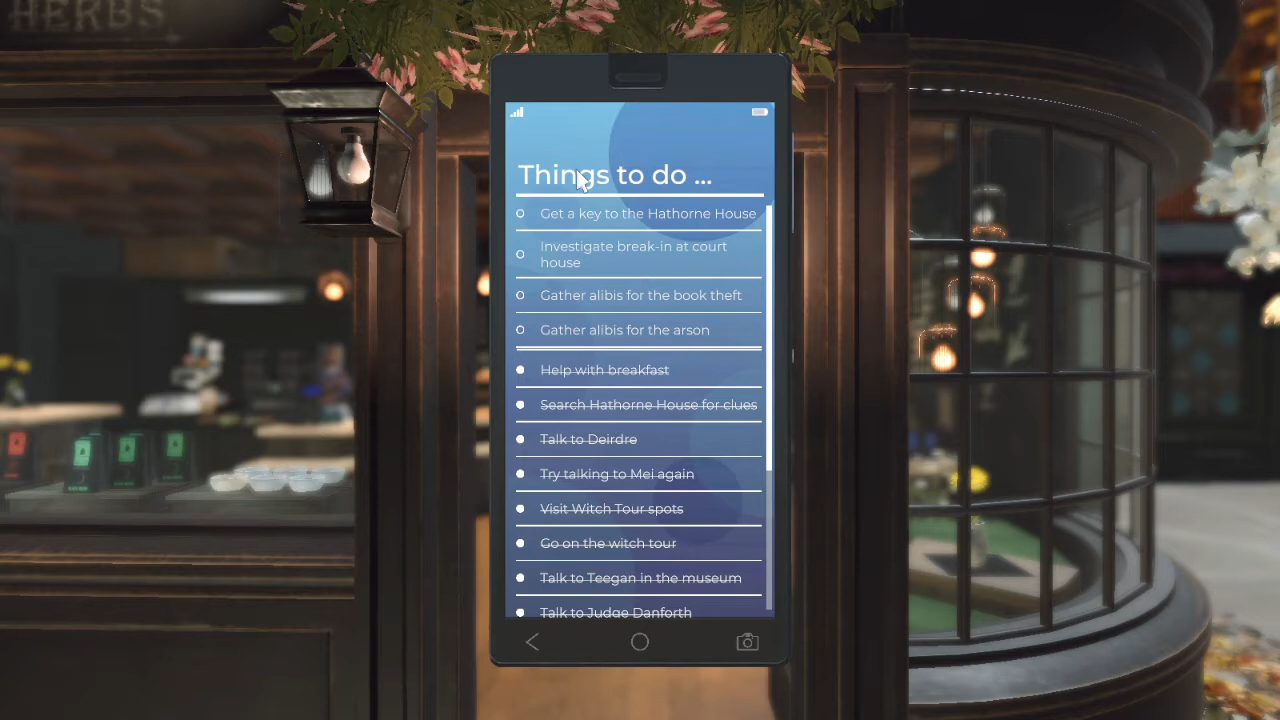 HERBS
Things to do ...
Get a key to the Hathorne House
Investigate break-in at court
house
Gather alibis for the book theft
Gather alibis for the arson
Help with breakfast
Search Hathorne House for clues
Talk to Deirdre
Try talking to Mei again
Visit Witch Tour spots
Go on the witch tour
Talk to Teegan in the museum
Talk to Judge Danforth